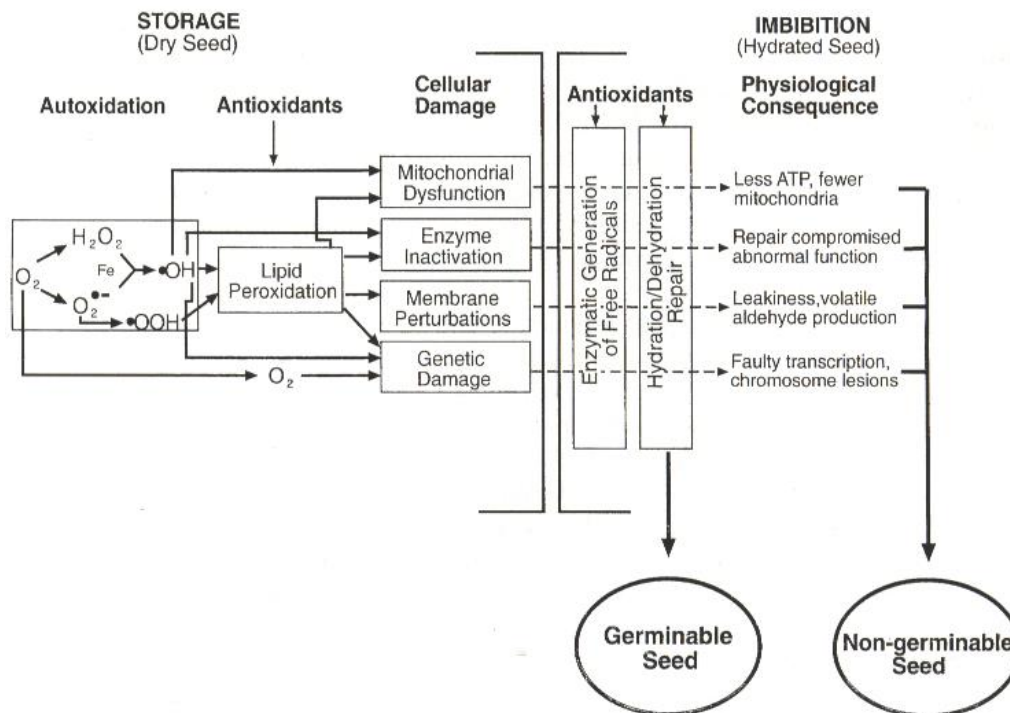 STORAGE
(Dry Seed)
IMBIBITION
(Hydrated Seed)
Autoxidation
Antioxidants
Cellular
Damage
Antioxidants
Physiological
Consequence
H₂O₂
O₂
Fe
•OH
O₂•−
•OOH
O₂
Lipid
Peroxidation
Mitochondrial
Dysfunction
Enzyme
Inactivation
Membrane
Perturbations
Genetic
Damage
Enzymatic Generation
of Free Radicals
Hydration/Dehydration
Repair
Less ATP, fewer
mitochondria
Repair compromised
abnormal function
Leakiness,volatile
aldehyde production
Faulty transcription,
chromosome lesions
Germinable
Seed
Non-germinable
Seed